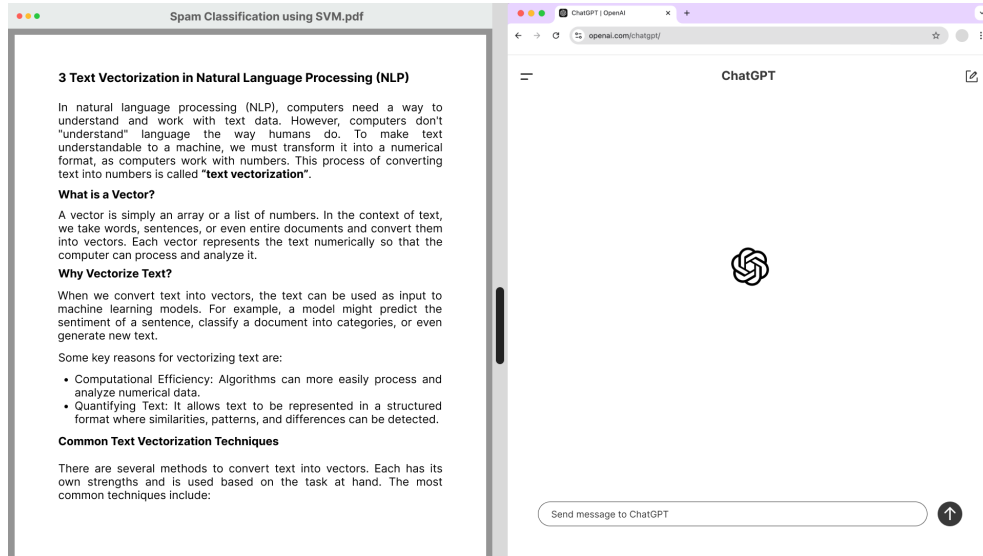 Spam Classification using SVM.pdf
3 Text Vectorization in Natural Language Processing (NLP)
In natural language processing (NLP), computers need a way to
understand and work with text data. However, computers don't
"understand" language the way humans do. To make text
understandable to a machine, we must transform it into a numerical
format, as computers work with numbers. This process of converting
text into numbers is called “text vectorization”.
What is a Vector?
A vector is simply an array or a list of numbers. In the context of text,
we take words, sentences, or even entire documents and convert them
into vectors. Each vector represents the text numerically so that the
computer can process and analyze it.
Why Vectorize Text?
When we convert text into vectors, the text can be used as input to
machine learning models. For example, a model might predict the
sentiment of a sentence, classify a document into categories, or even
generate new text.
Some key reasons for vectorizing text are:
• Computational Efficiency: Algorithms can more easily process and
analyze numerical data.
• Quantifying Text: It allows text to be represented in a structured
format where similarities, patterns, and differences can be detected.
Common Text Vectorization Techniques
There are several methods to convert text into vectors. Each has its
own strengths and is used based on the task at hand. The most
common techniques include:
ChatGPT | OpenAI
openai.com/chatgpt/
ChatGPT
Send message to ChatGPT